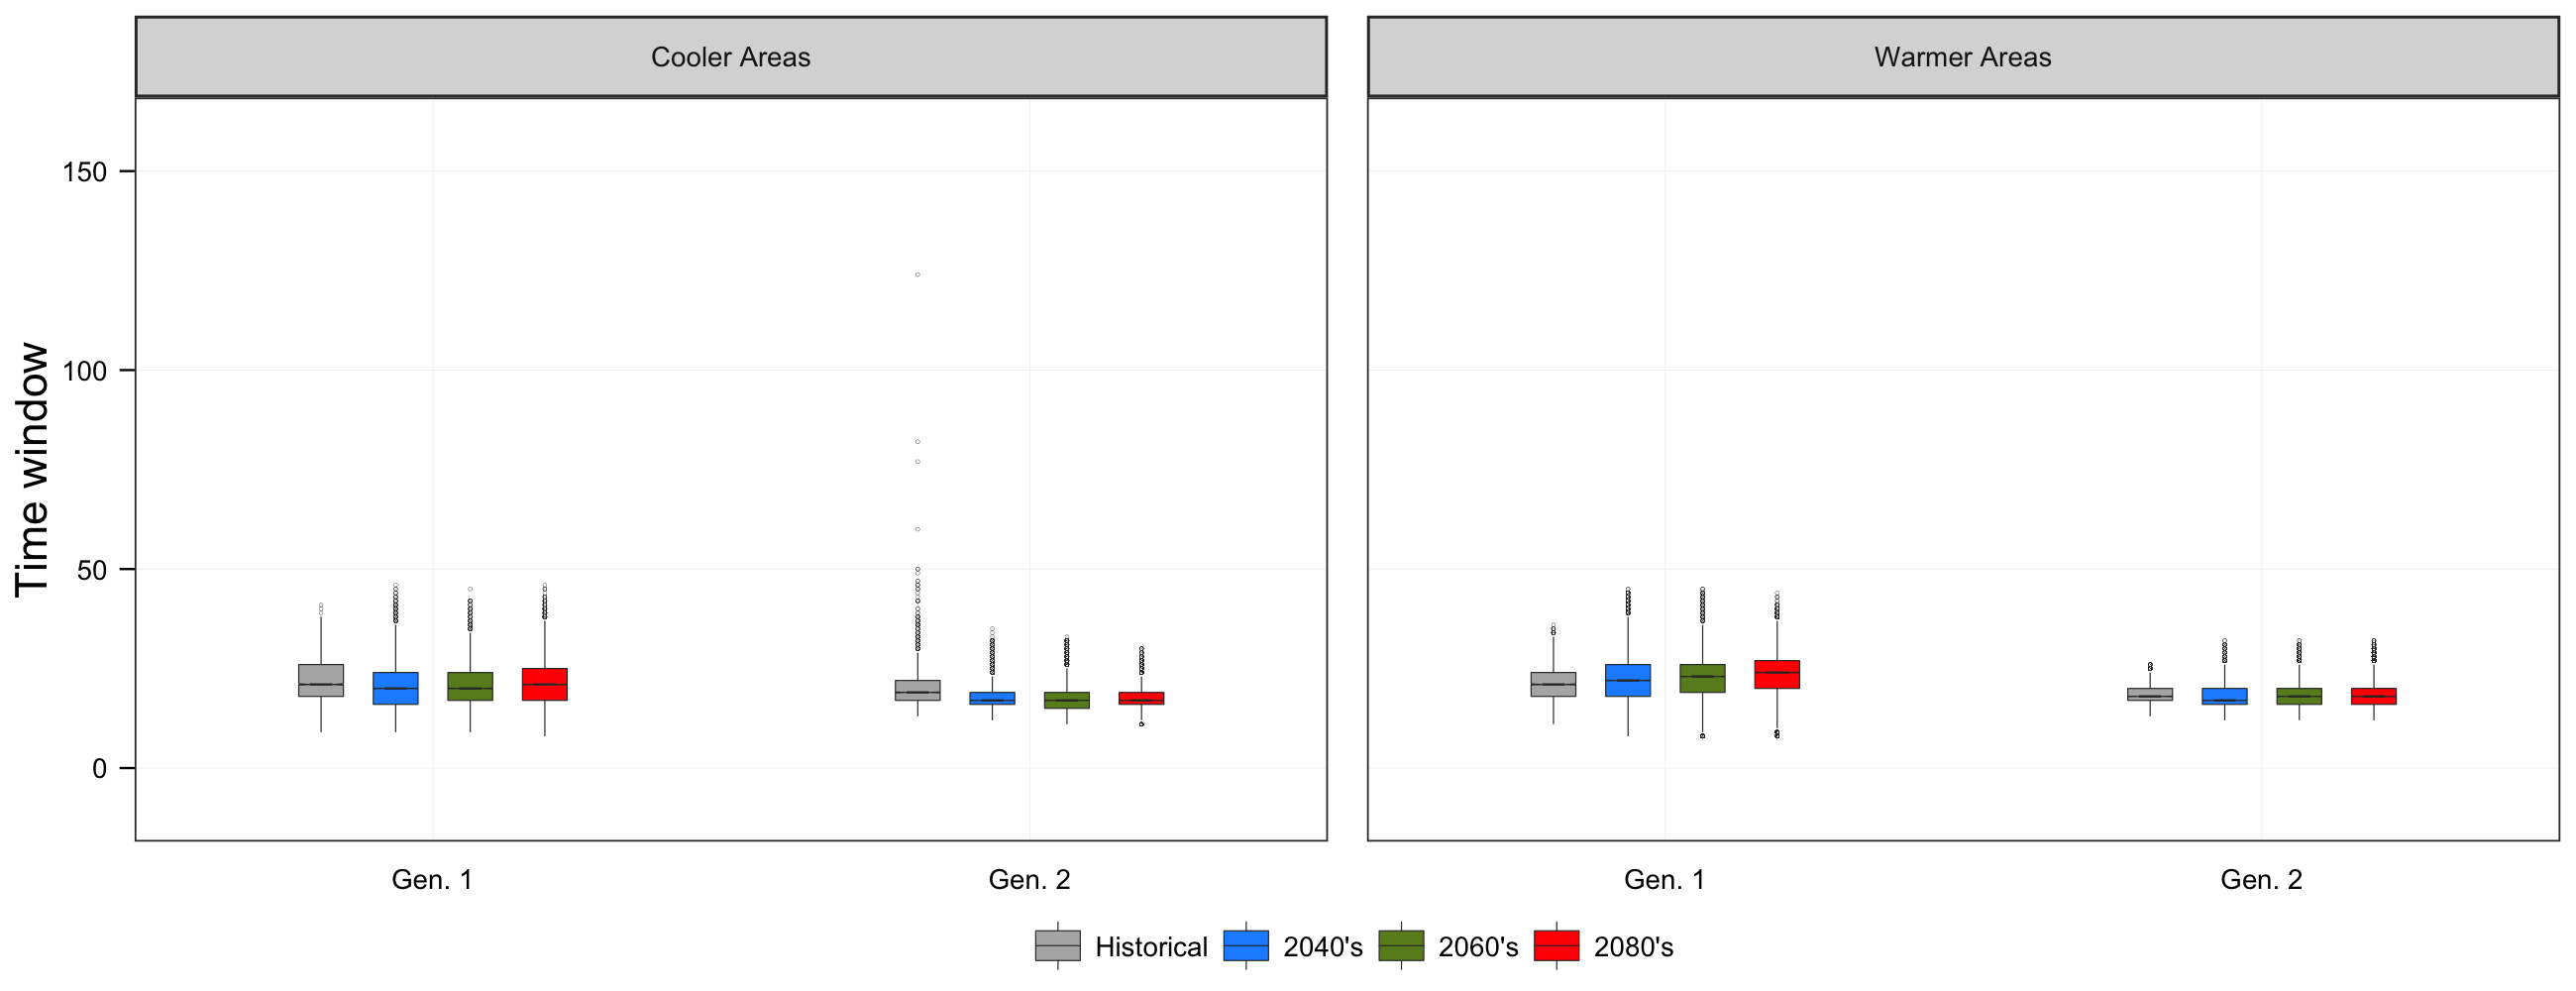 Cooler Areas
Warmer Areas
Time window
150
100
50
0
Gen. 1
Gen. 2
Gen. 1
Gen. 2
Historical
2040's
2060's
2080's